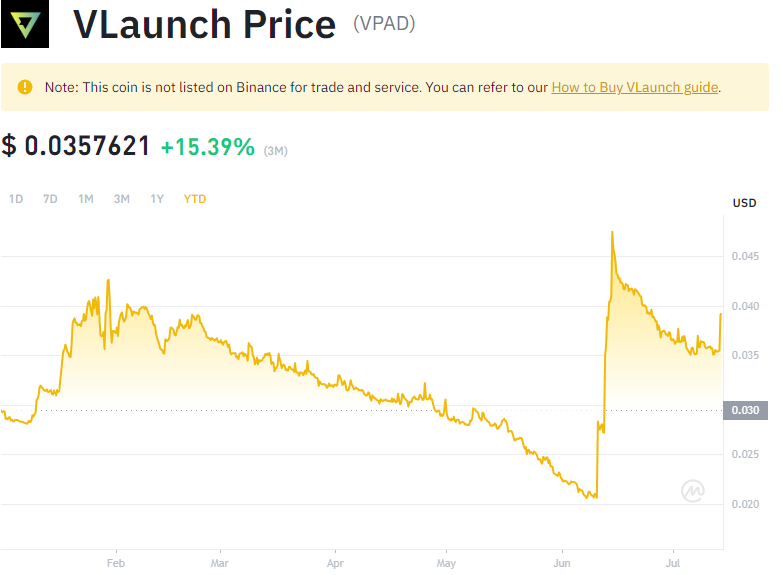 VLaunch Price (VPAD)
Note: This coin is not listed on Binance for trade and service. You can refer to our How to Buy VLaunch guide.
$ 0.0357621 +15.39% (3M)
1D 7D 1M 3M 1Y YTD
USD
0.045
0.040
0.035
0.030
0.025
0.020
Feb Mar Apr May Jun Jul